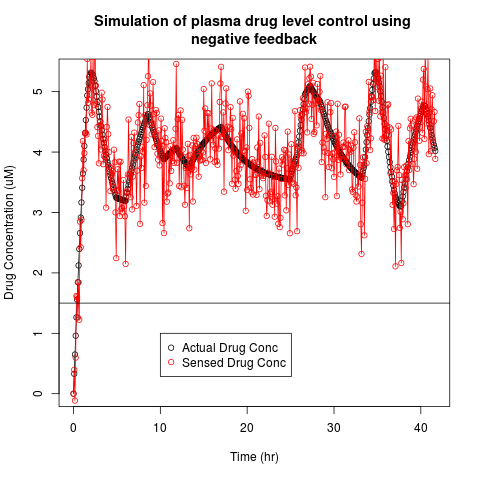 Simulation of plasma drug level control using
negative feedback
Drug Concentration (uM)
5
4
3
2
1
0
Actual Drug Conc
Sensed Drug Conc
0 10 20 30 40
Time (hr)